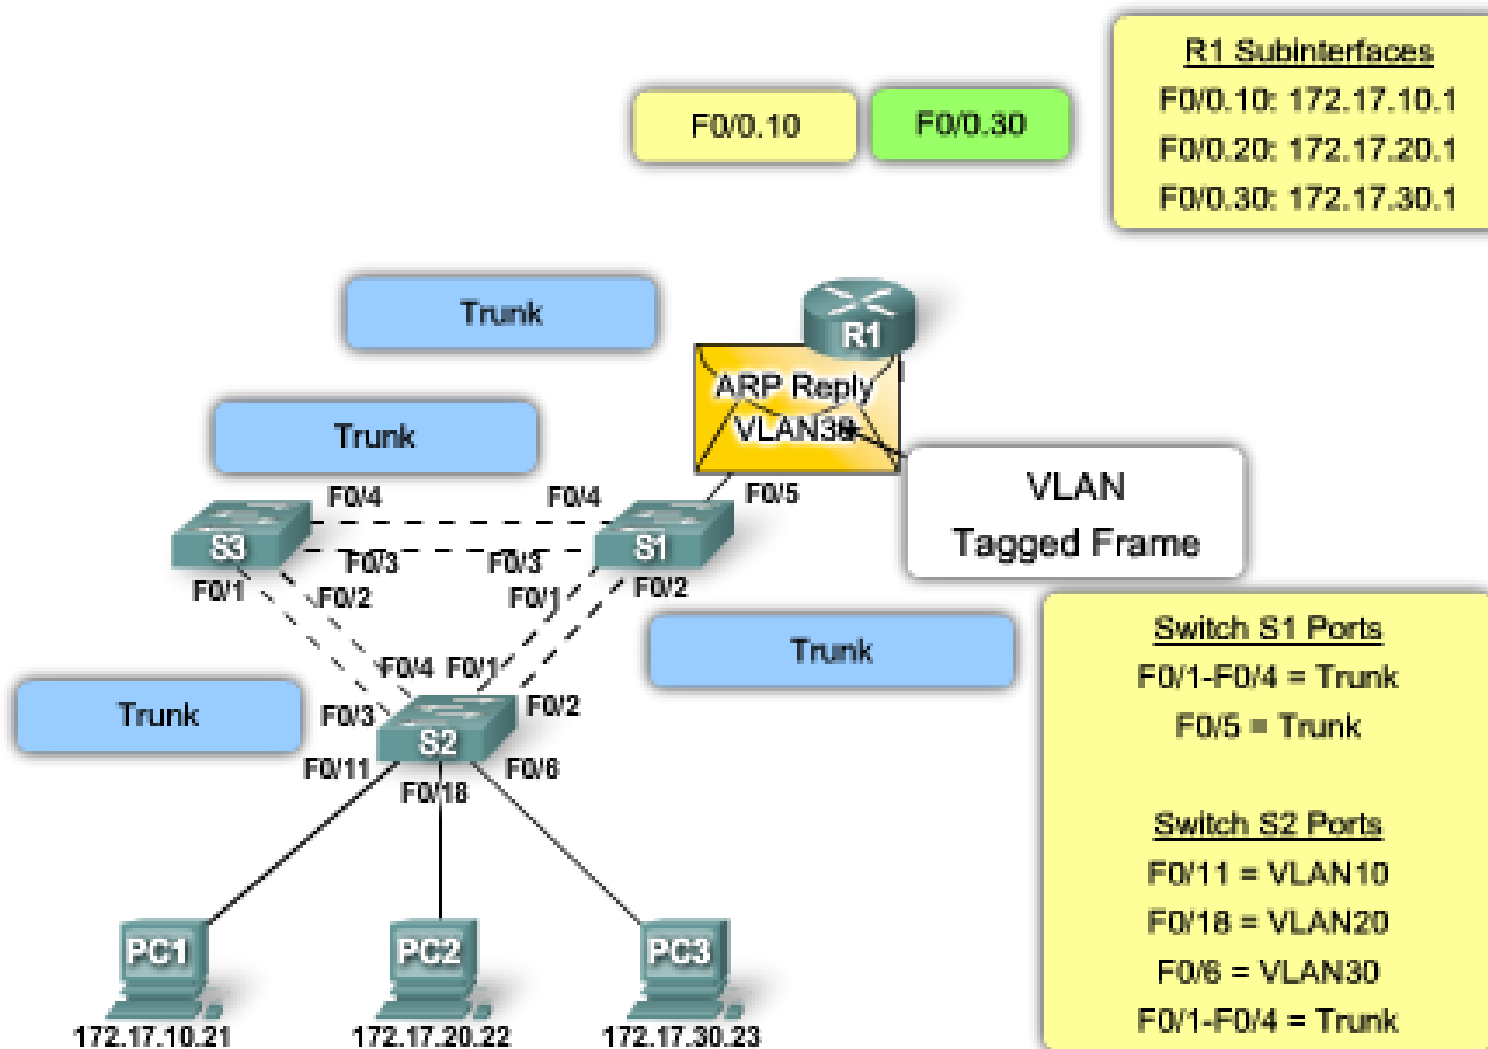 R1 Subinterfaces
F0/0.10: 172.17.10.1
F0/0.20: 172.17.20.1
F0/0.30: 172.17.30.1
F0/0.10
F0/0.30
Trunk
R1
ARP Reply
VLAN30
Trunk
VLAN
Tagged Frame
F0/4
F0/4
F0/5
S3
S1
F0/3
F0/3
F0/1
F0/2
F0/1
F0/2
Trunk
F0/4
F0/1
Trunk
F0/3
F0/2
S2
F0/11
F0/18
F0/6
Switch S1 Ports
F0/1-F0/4 = Trunk
F0/5 = Trunk
Switch S2 Ports
F0/11 = VLAN10
F0/18 = VLAN20
F0/6 = VLAN30
F0/1-F0/4 = Trunk
PC1
PC2
PC3
172.17.10.21
172.17.20.22
172.17.30.23